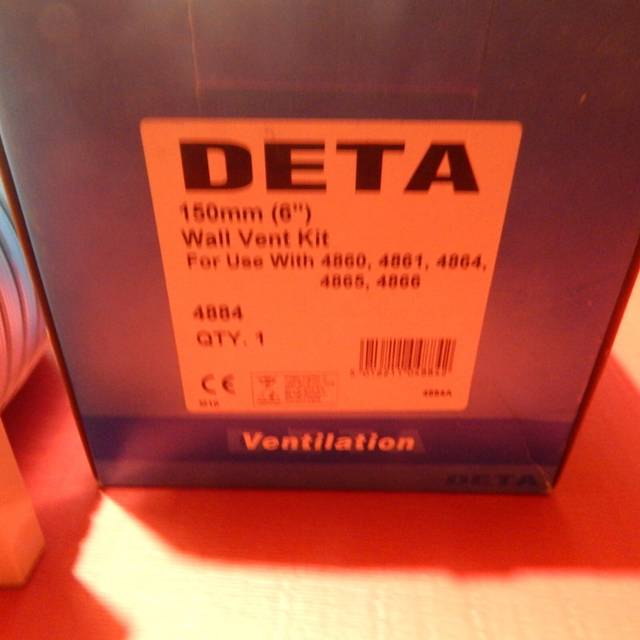 DETA
150mm (6")
Wall Vent Kit
For Use With 4860, 4861, 4864,
4865, 4866
4884
QTY. 1
CE
4884A
Ventilation
DETA